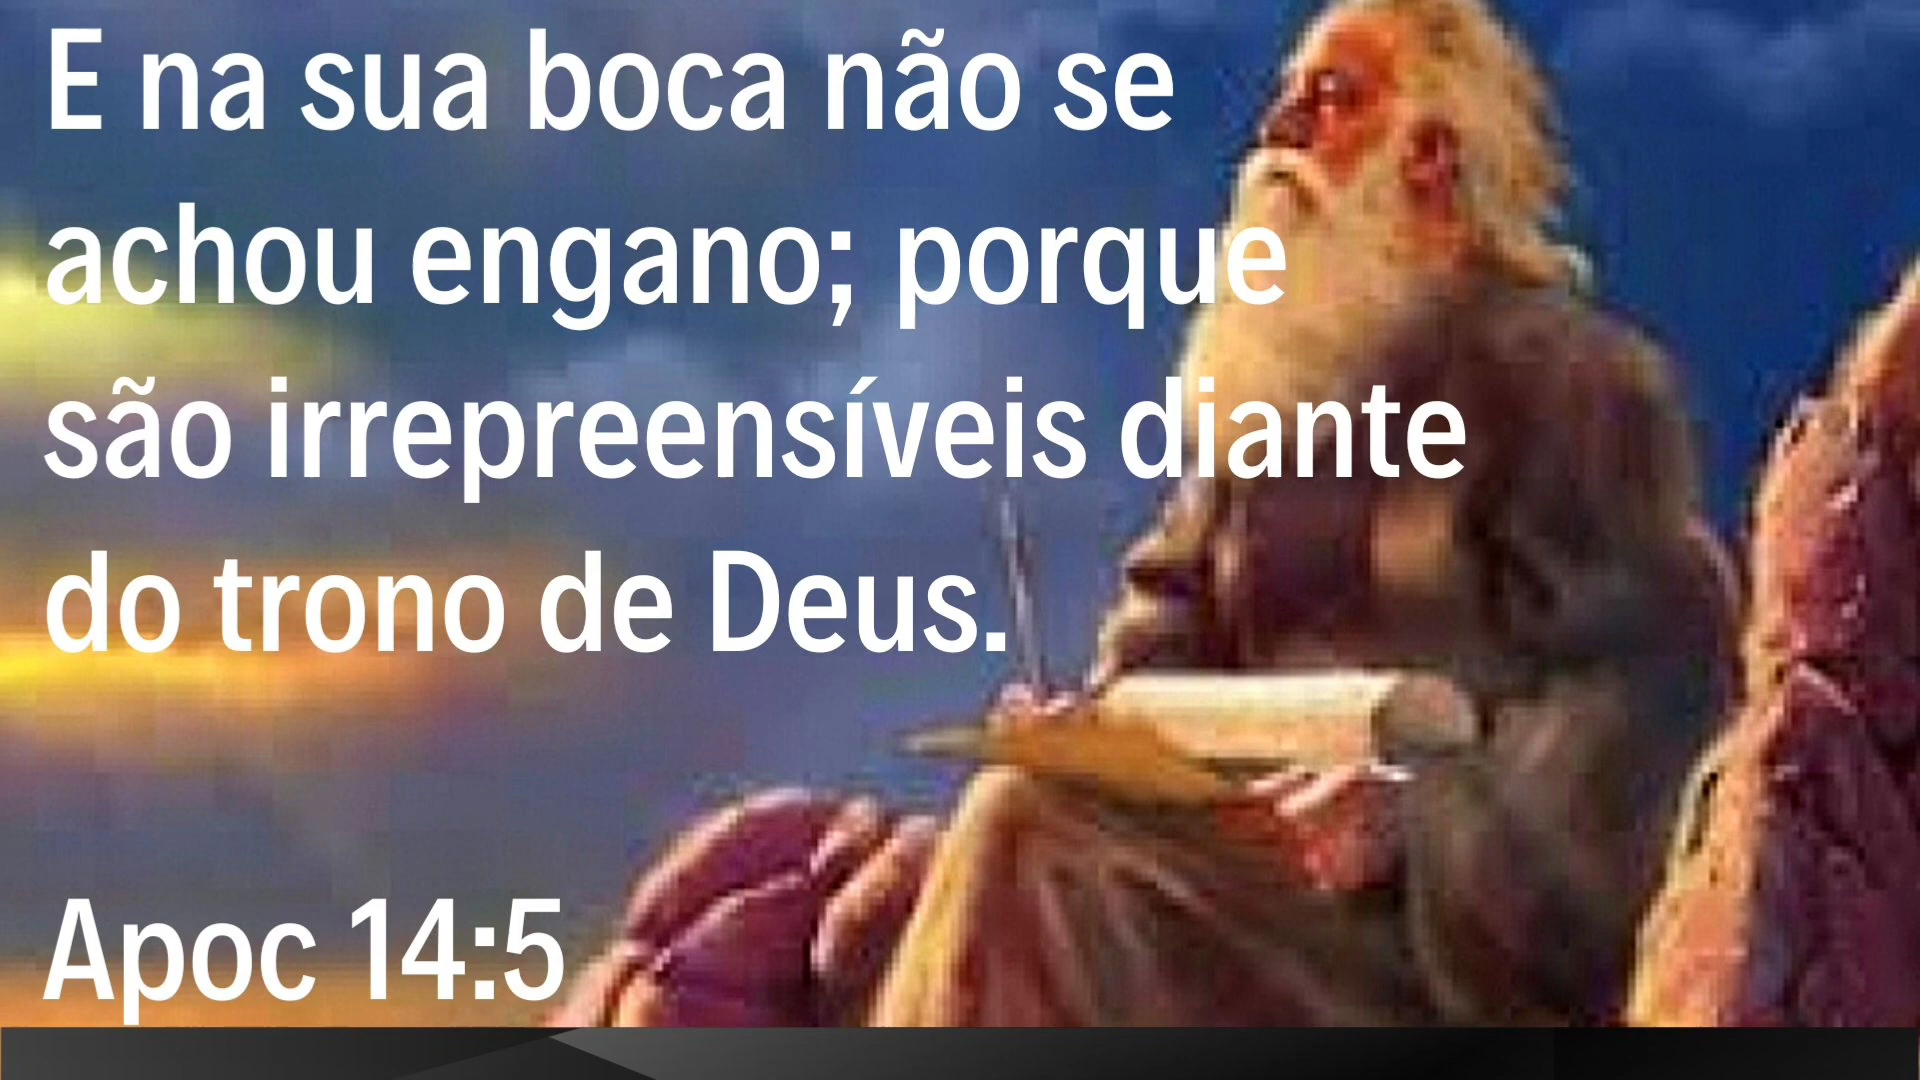 E na sua boca não se
achou engano; porque
são irrepreensíveis diante
do trono de Deus.
Apoc 14:5